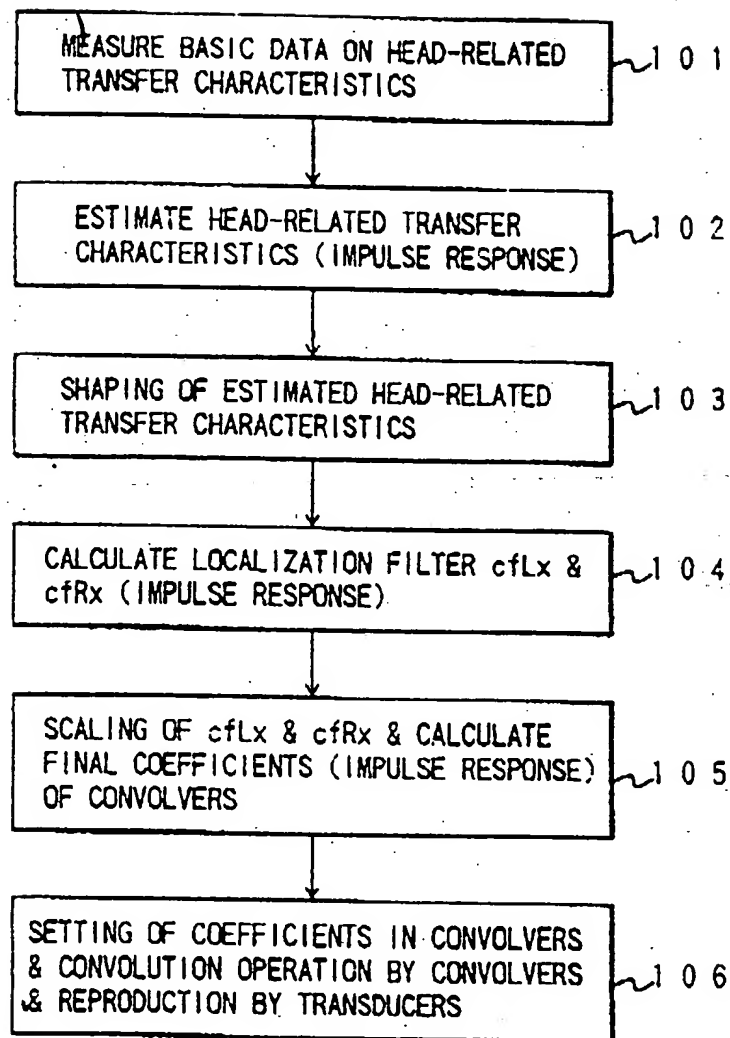 MEASURE BASIC DATA ON HEAD-RELATED
TRANSFER CHARACTERISTICS
101
ESTIMATE HEAD-RELATED TRANSFER
CHARACTERISTICS (IMPULSE RESPONSE)
102
SHAPING OF ESTIMATED HEAD-RELATED
TRANSFER CHARACTERISTICS
103
CALCULATE LOCALIZATION FILTER cfLx &
cfRx (IMPULSE RESPONSE)
104
SCALING OF cfLx & cfRx & CALCULATE
FINAL COEFFICIENTS (IMPULSE RESPONSE)
OF CONVOLVERS
105
SETTING OF COEFFICIENTS IN CONVOLVERS
& CONVOLUTION OPERATION BY CONVOLVERS
& REPRODUCTION BY TRANSDUCERS
106